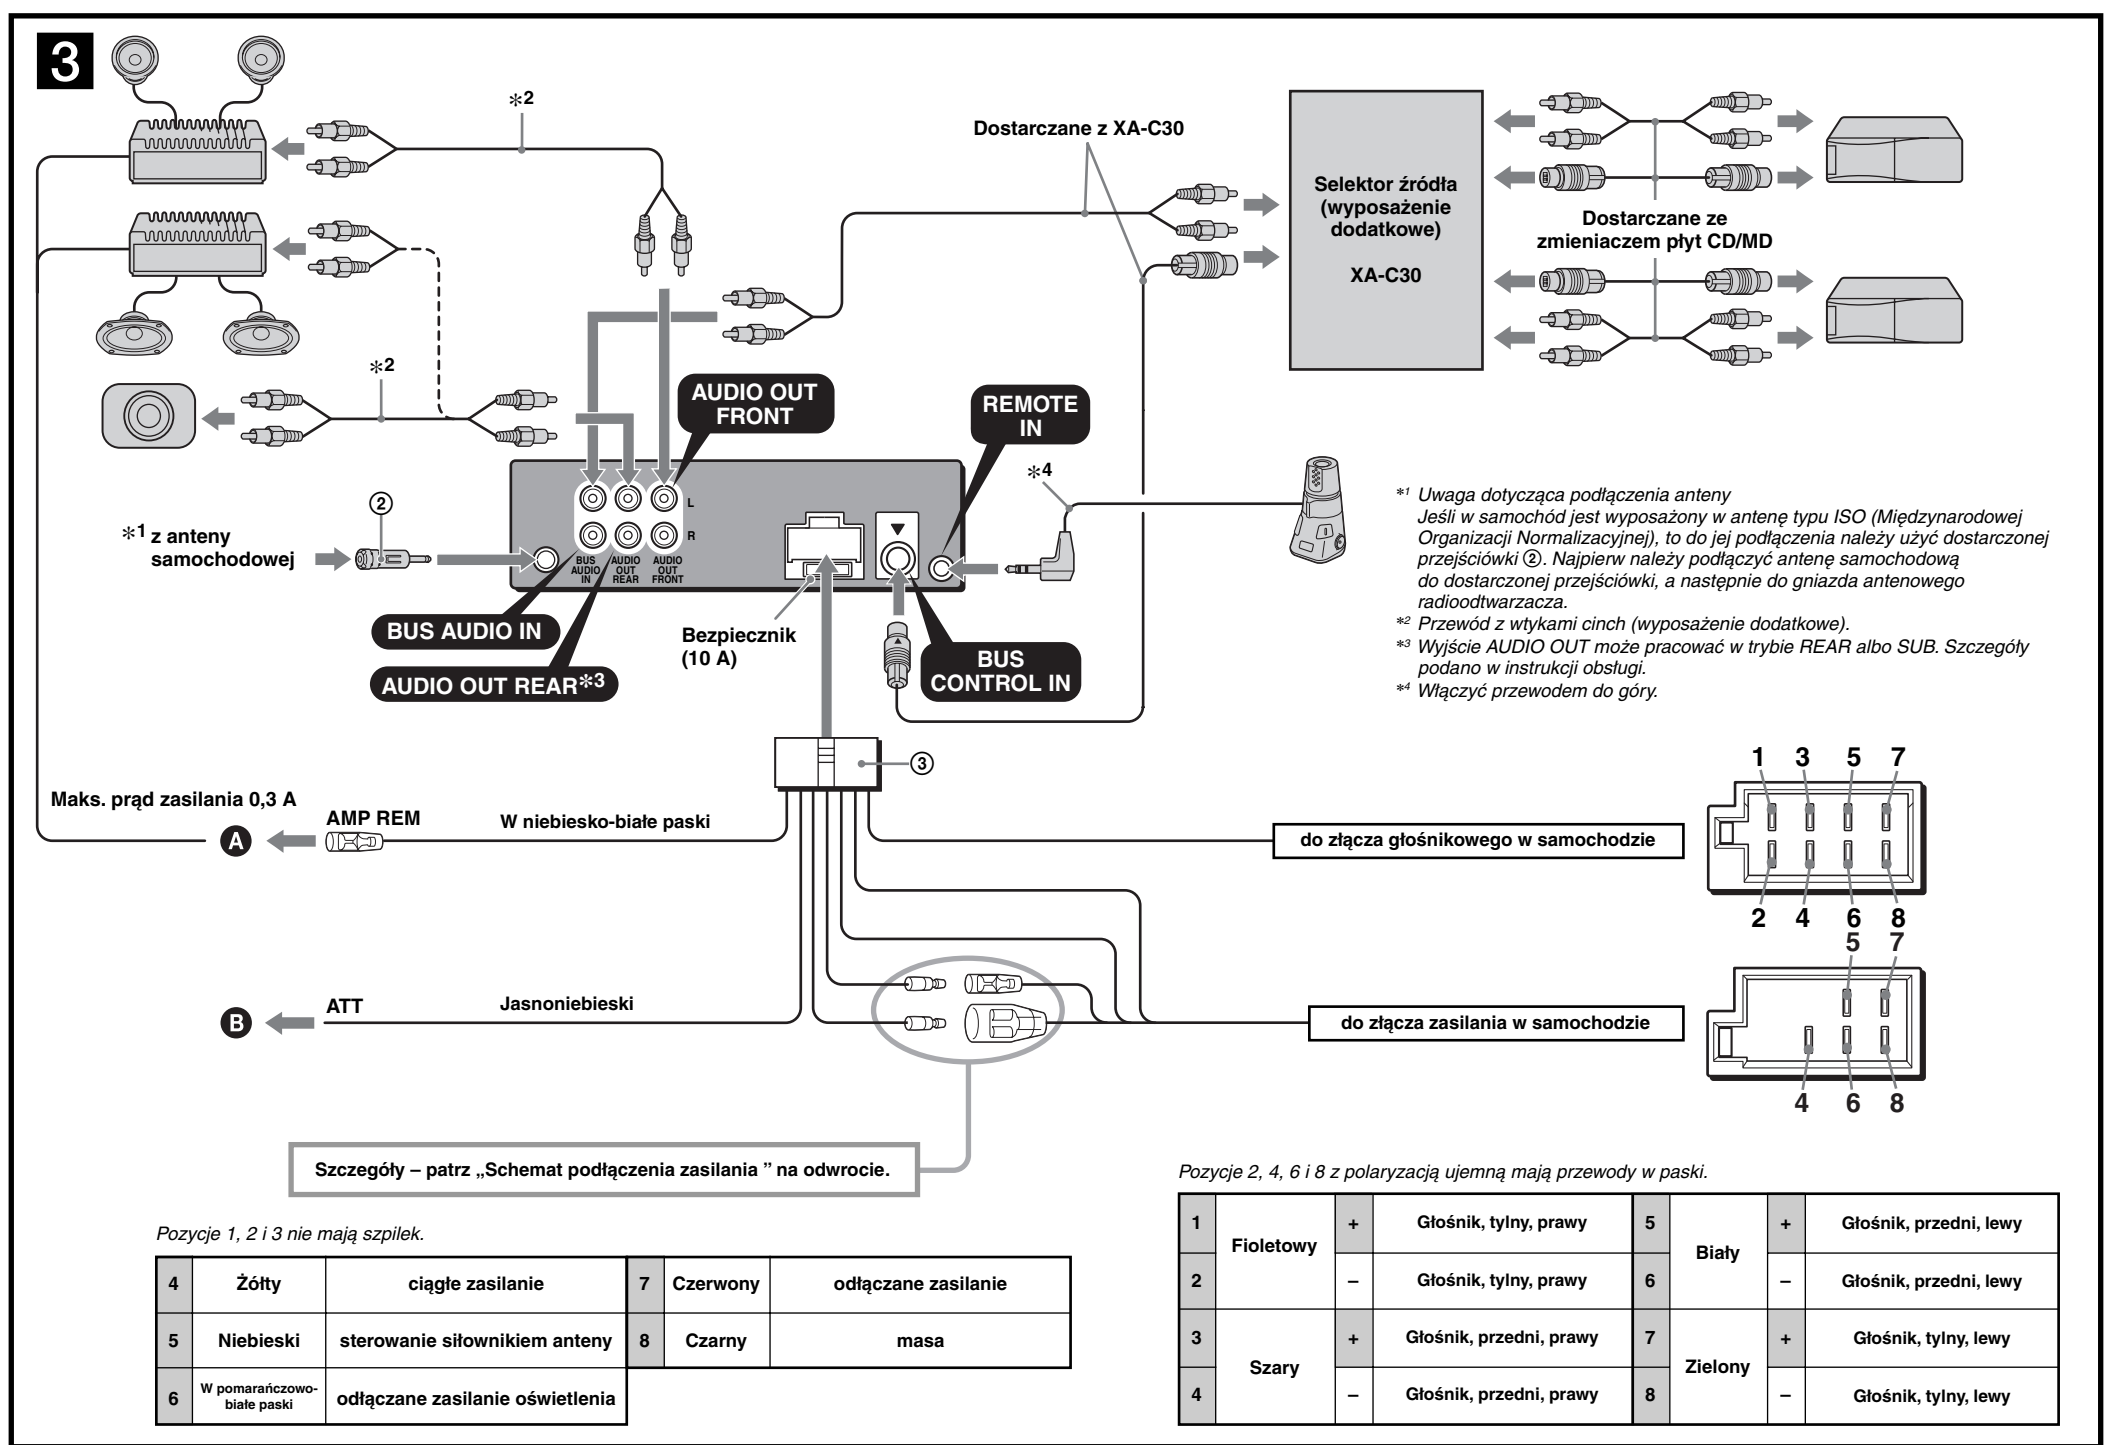 3
*2
Dostarczane z XA-C30
Selektor źródła
(wyposażenie
dodatkowe)
XA-C30
Dostarczane ze
zmieniaczem płyt CD/MD
*2
AUDIO OUT
FRONT
REMOTE
IN
*4
②
*1 z anteny
samochodowej
L
R
BUS
AUDIO
IN
AUDIO
OUT
REAR
AUDIO
OUT
FRONT
BUS AUDIO IN
AUDIO OUT REAR*3
Bezpiecznik
(10 A)
BUS
CONTROL IN
*1 Uwaga dotycząca podłączenia anteny
Jeśli w samochód jest wyposażony w antenę typu ISO (Międzynarodowej
Organizacji Normalizacyjnej), to do jej podłączenia należy użyć dostarczonej
przejściówki ②. Najpierw należy podłączyć antenę samochodową
do dostarczonej przejściówki, a następnie do gniazda antenowego
radioodtwarzacza.
*2 Przewód z wtykami cinch (wyposażenie dodatkowe).
*3 Wyjście AUDIO OUT może pracować w trybie REAR albo SUB. Szczegóły
podano w instrukcji obsługi.
*4 Włączyć przewodem do góry.
③
Maks. prąd zasilania 0,3 A
A
AMP REM
W niebiesko-białe paski
do złącza głośnikowego w samochodzie
1 3 5 7
2 4 6 8
B
ATT
Jasnoniebieski
do złącza zasilania w samochodzie
5 7
4 6 8
Szczegóły – patrz „Schemat podłączenia zasilania ” na odwrocie.
Pozycje 1, 2 i 3 nie mają szpilek.
4 Żółty ciągłe zasilanie 7 Czerwony odłączane zasilanie
5 Niebieski sterowanie siłownikiem anteny 8 Czarny masa
6 W pomarańczowo-
białe paski odłączane zasilanie oświetlenia
Pozycje 2, 4, 6 i 8 z polaryzacją ujemną mają przewody w paski.
1 Fioletowy + Głośnik, tylny, prawy 5 Biały + Głośnik, przedni, lewy
2 – Głośnik, tylny, prawy 6 – Głośnik, przedni, lewy
3 Szary + Głośnik, przedni, prawy 7 Zielony + Głośnik, tylny, lewy
4 – Głośnik, przedni, prawy 8 – Głośnik, tylny, lewy